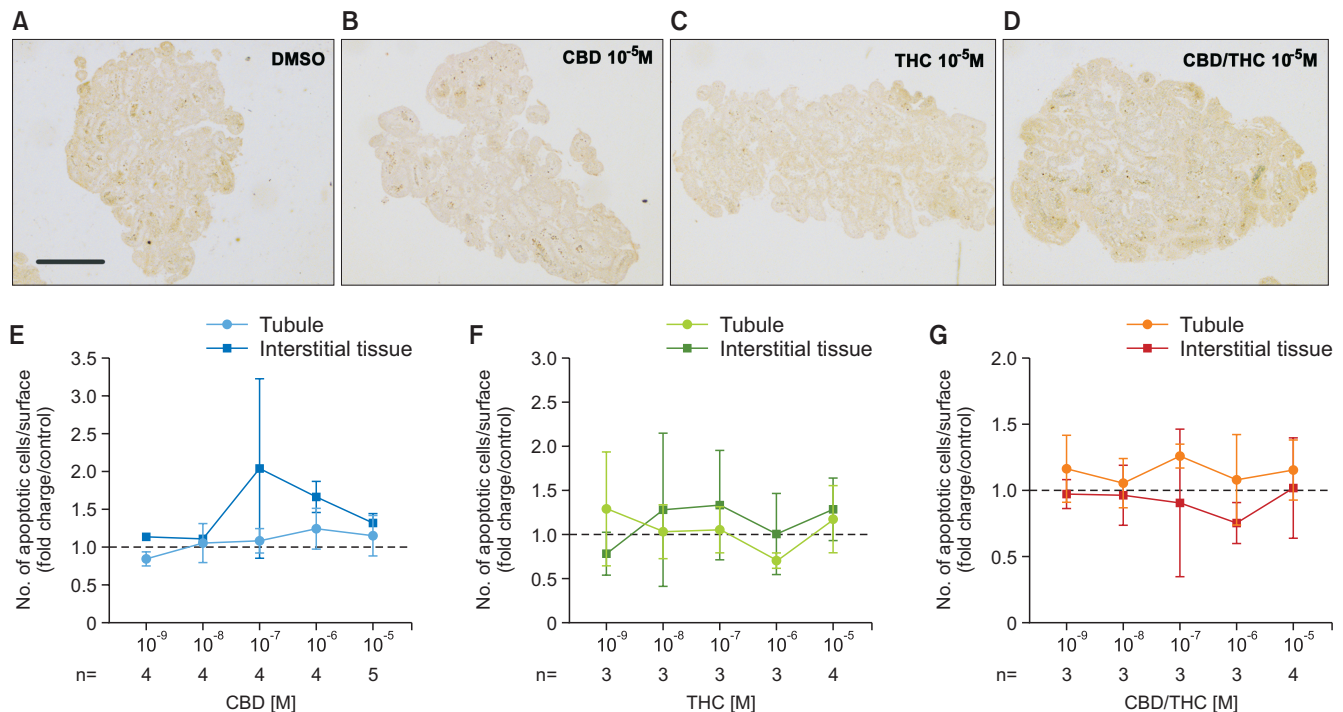 A
B
C
D
DMSO
CBD 10⁻⁵M
THC 10⁻⁵M
CBD/THC 10⁻⁵M
E
Tubule
Interstitial tissue
No. of apoptotic cells/surface
(fold charge/control)
3.5
3.0
2.5
2.0
1.5
1.0
0.5
0
10⁻⁹ 10⁻⁸ 10⁻⁷ 10⁻⁶ 10⁻⁵
n= 4 4 4 4 5
CBD [M]
F
Tubule
Interstitial tissue
No. of apoptotic cells/surface
(fold charge/control)
3.0
2.5
2.0
1.5
1.0
0.5
0
10⁻⁹ 10⁻⁸ 10⁻⁷ 10⁻⁶ 10⁻⁵
n= 3 3 3 3 4
THC [M]
G
Tubule
Interstitial tissue
No. of apoptotic cells/surface
(fold charge/control)
2.0
1.5
1.0
0.5
0
10⁻⁹ 10⁻⁸ 10⁻⁷ 10⁻⁶ 10⁻⁵
n= 3 3 3 3 4
CBD/THC [M]